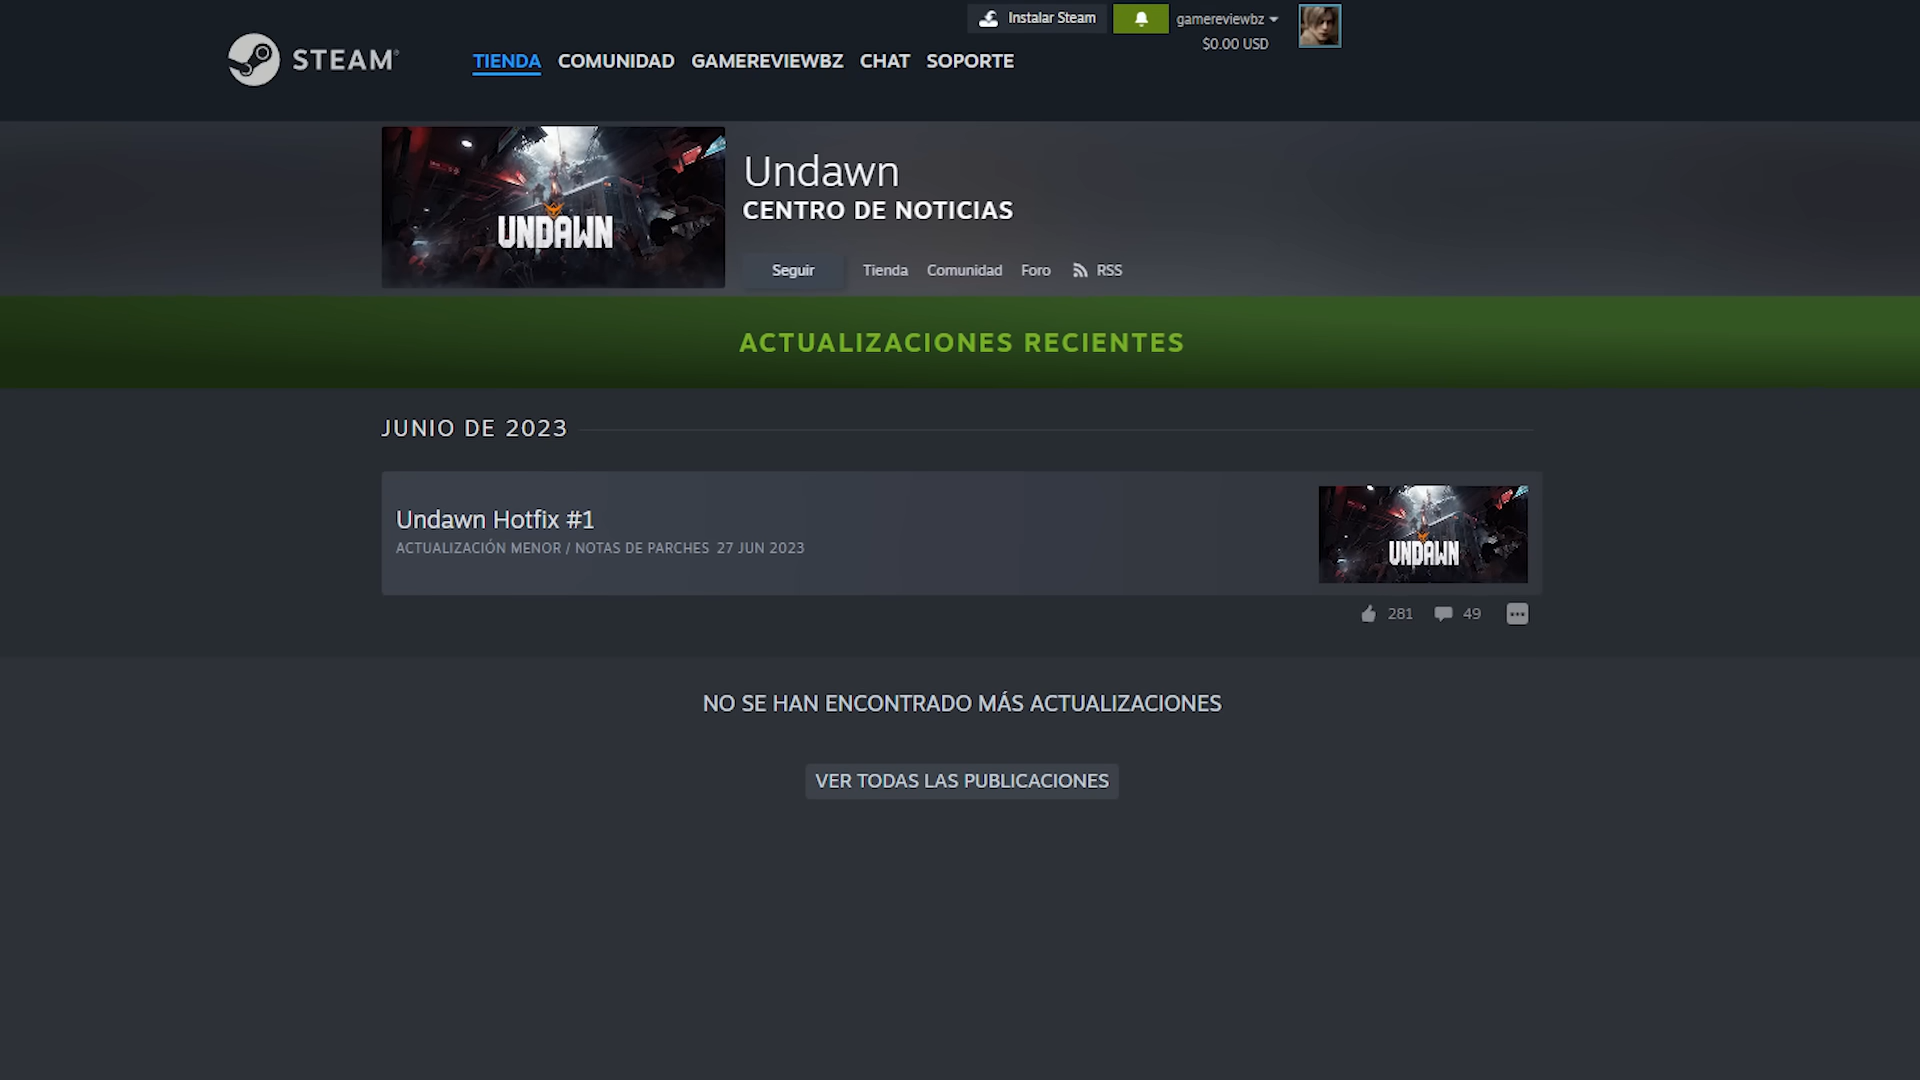 Instalar Steam
gamereviewbz
$0.00 USD
STEAM®
TIENDA COMUNIDAD GAMEREVIEWBZ CHAT SOPORTE
UNDAWN
Undawn
CENTRO DE NOTICIAS
Seguir Tienda Comunidad Foro RSS
ACTUALIZACIONES RECIENTES
JUNIO DE 2023
Undawn Hotfix #1
ACTUALIZACIÓN MENOR / NOTAS DE PARCHES 27 JUN 2023
UNDAWN
281 49
NO SE HAN ENCONTRADO MÁS ACTUALIZACIONES
VER TODAS LAS PUBLICACIONES